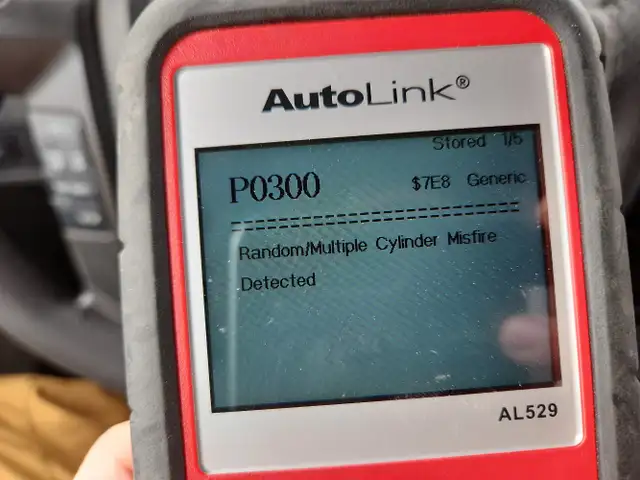 AutoLink®
Stored 1/5
P0300 $7E8 Generic
================================
Random/Multiple Cylinder Misfire
Detected
AL529